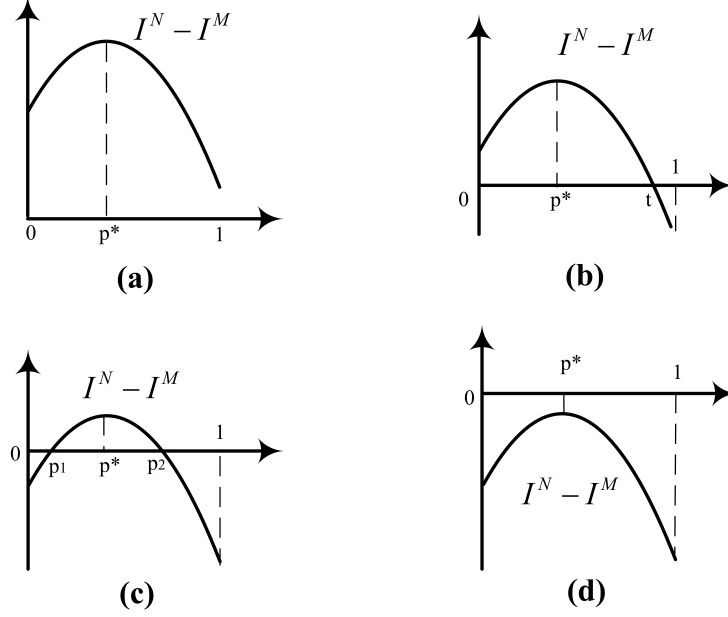 I^N − I^M
0
p*
1
(a)
I^N − I^M
1
0
p*
t
(b)
I^N − I^M
1
0
p1
p*
p2
(c)
p*
1
0
I^N − I^M
(d)